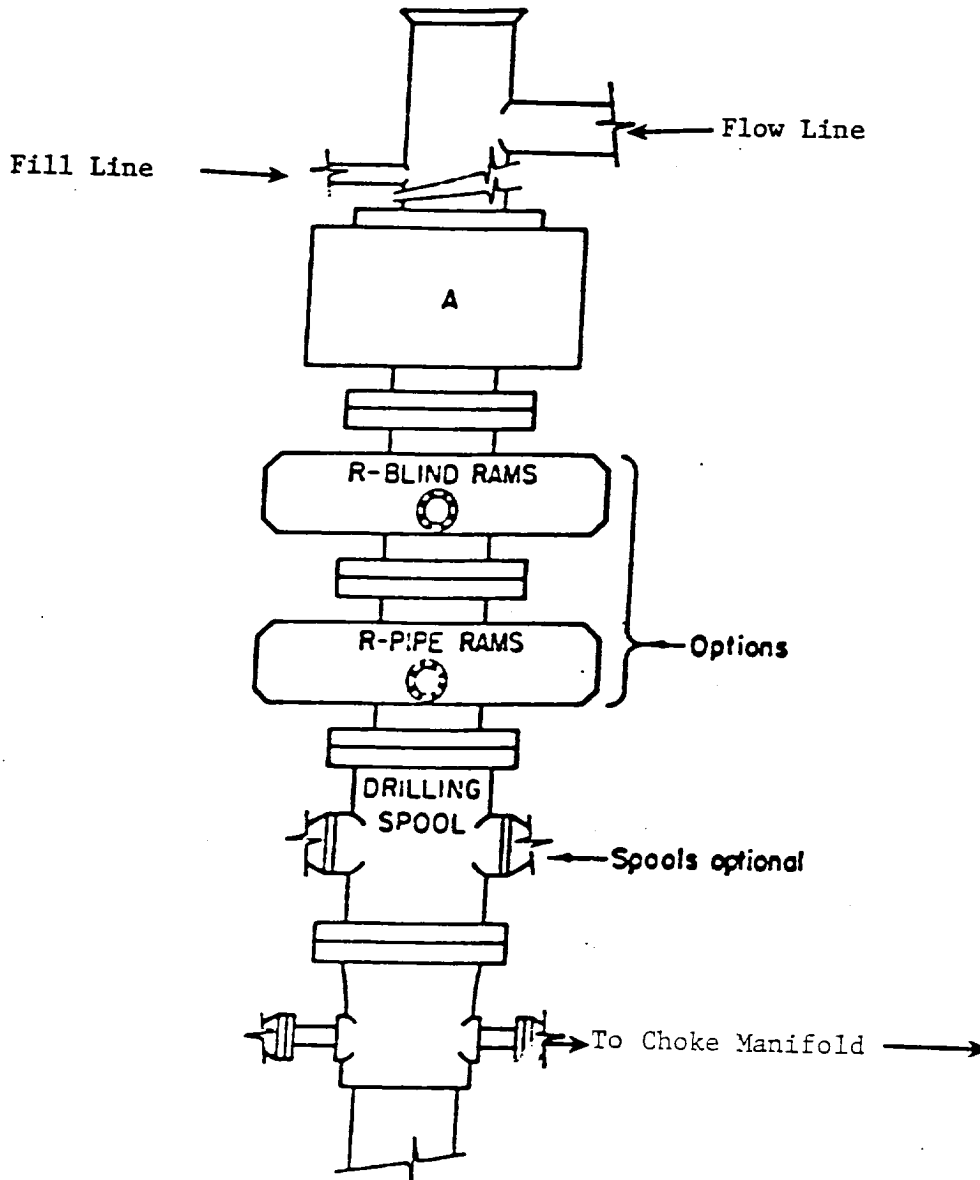 Flow Line
Fill Line
A
R-BLIND RAMS
R-PIPE RAMS
Options
DRILLING
SPOOL
Spools optional
To Choke Manifold